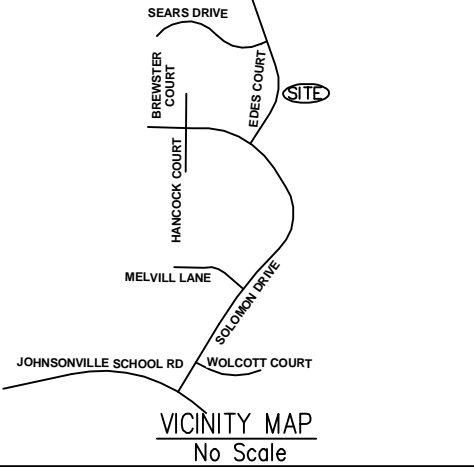 SEARS DRIVE
BREWSTER
COURT
EDES COURT
SITE
HANCOCK COURT
MELVILL LANE
SOLOMON DRIVE
JOHNSONVILLE SCHOOL RD
WOLCOTT COURT
VICINITY MAP
No Scale